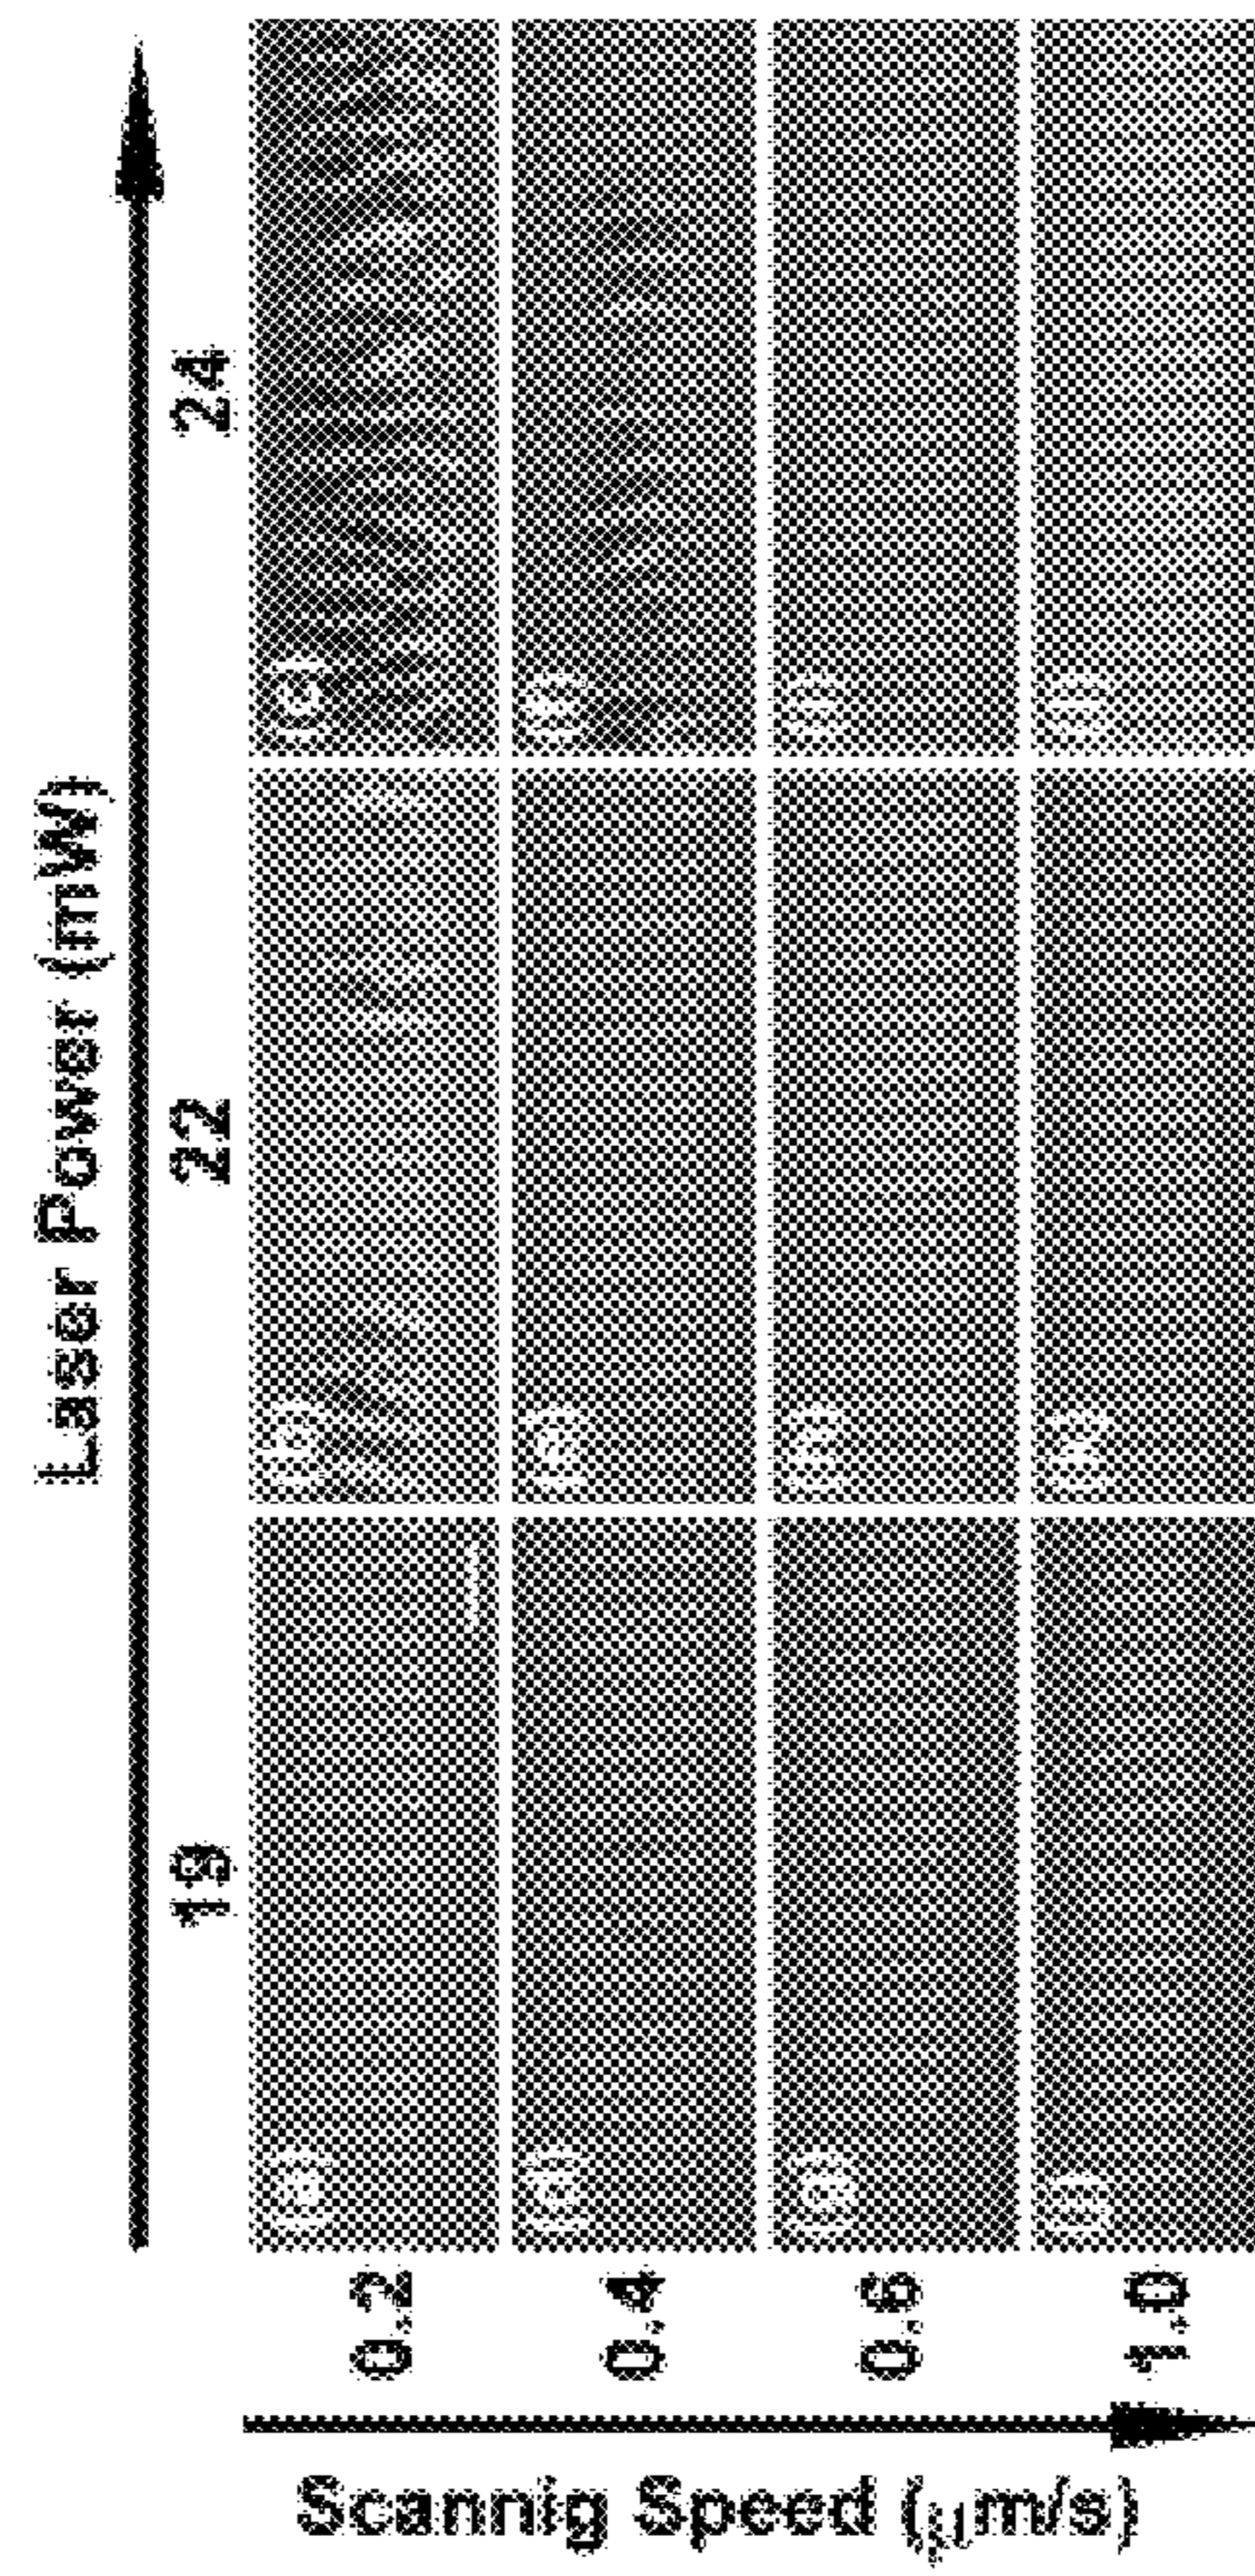 Laser Power (mW)
19 22 24
0.2 (a) (b) (c)
0.4 (d) (e) (f)
0.6 (g) (h) (i)
1.0 (j) (k) (l)
Scannig Speed (μm/s)